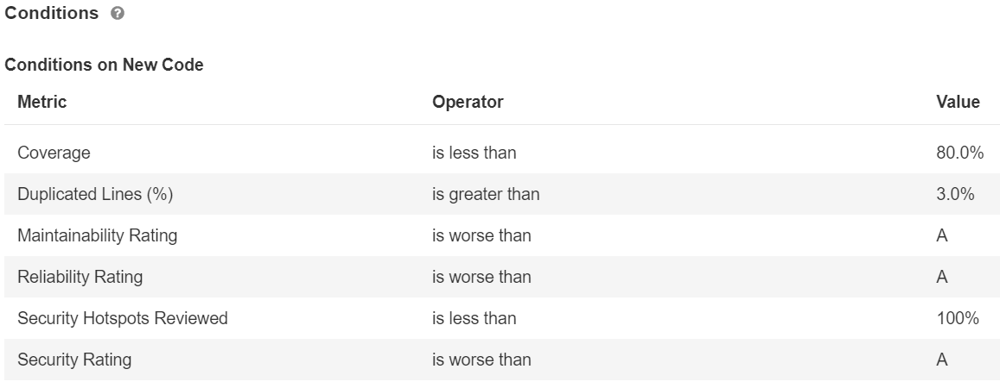 Conditions ?
Conditions on New Code
Metric Operator Value
Coverage is less than 80.0%
Duplicated Lines (%) is greater than 3.0%
Maintainability Rating is worse than A
Reliability Rating is worse than A
Security Hotspots Reviewed is less than 100%
Security Rating is worse than A